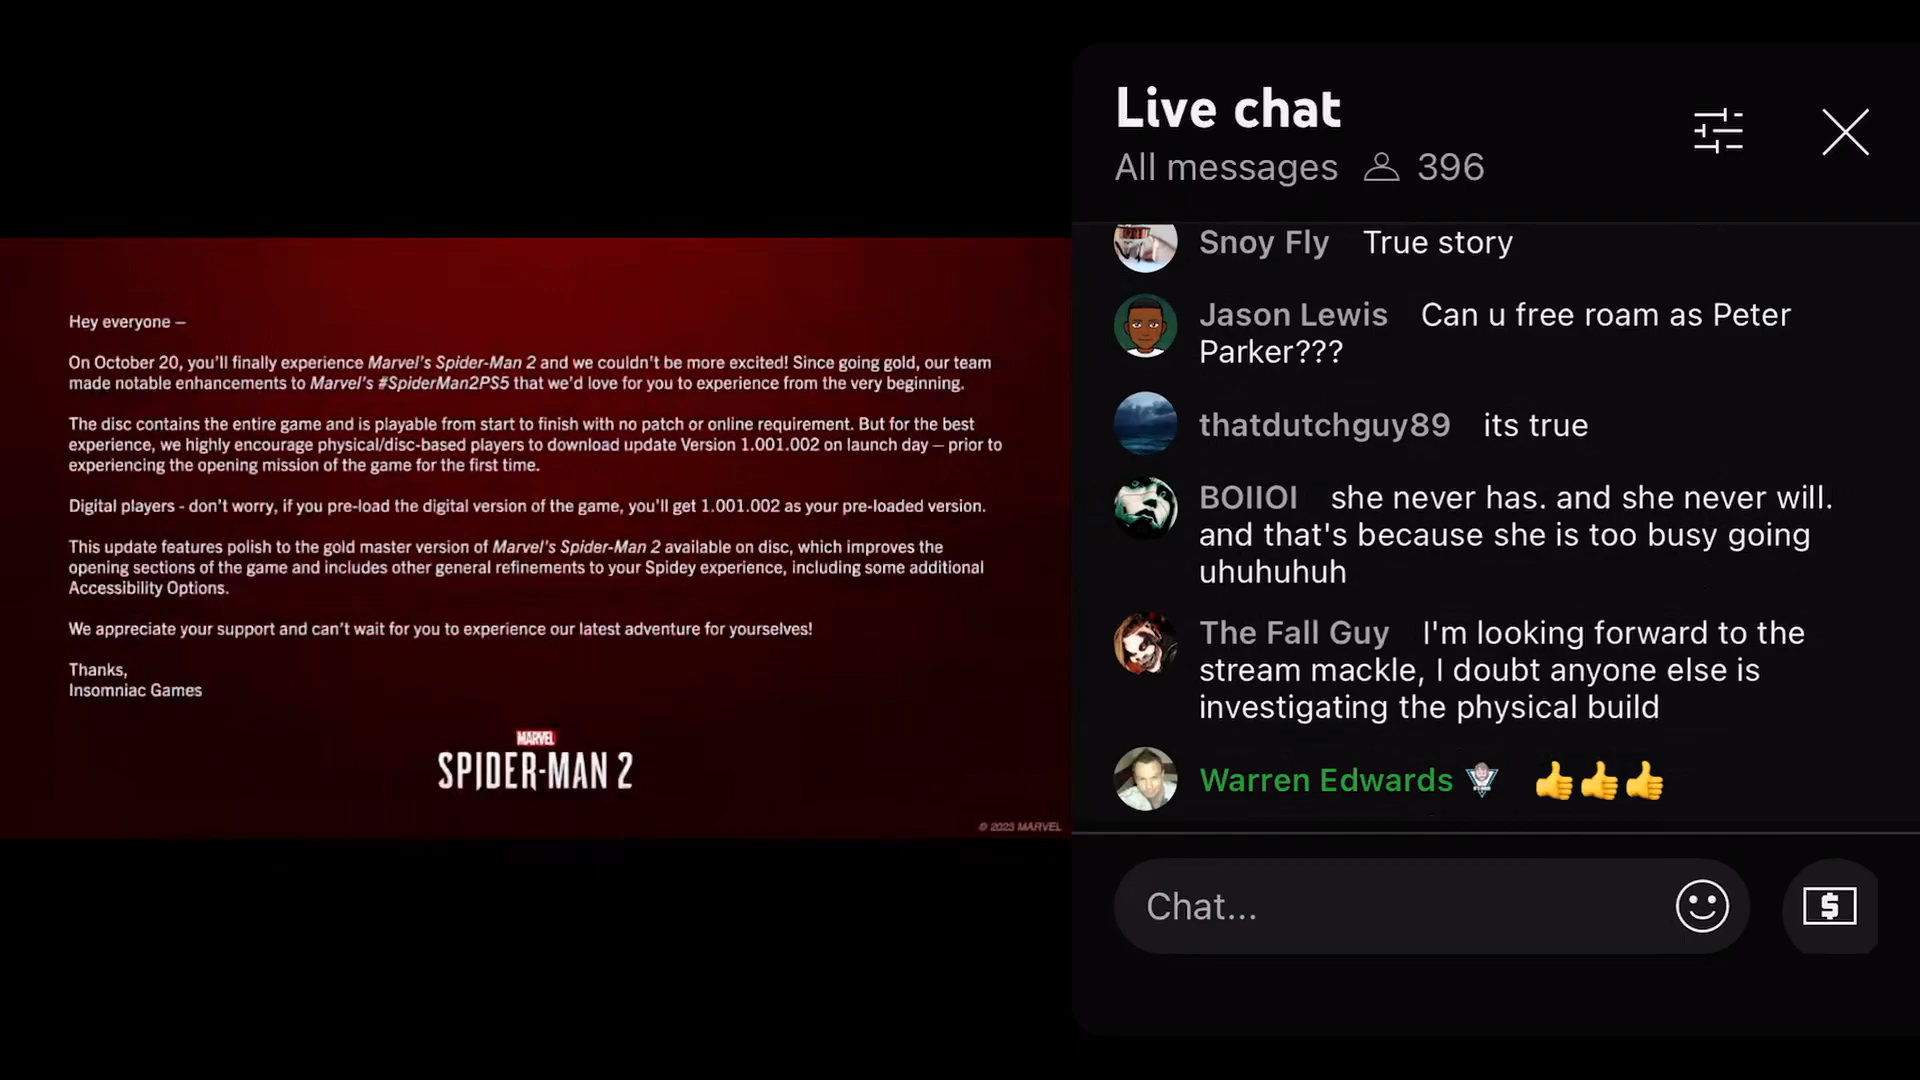 Hey everyone –
On October 20, you'll finally experience Marvel's Spider-Man 2 and we couldn't be more excited! Since going gold, our team
made notable enhancements to Marvel's #SpiderMan2PS5 that we'd love for you to experience from the very beginning.
The disc contains the entire game and is playable from start to finish with no patch or online requirement. But for the best
experience, we highly encourage physical/disc-based players to download update Version 1.001.002 on launch day – prior to
experiencing the opening mission of the game for the first time.
Digital players - don't worry, if you pre-load the digital version of the game, you'll get 1.001.002 as your pre-loaded version.
This update features polish to the gold master version of Marvel's Spider-Man 2 available on disc, which improves the
opening sections of the game and includes other general refinements to your Spidey experience, including some additional
Accessibility Options.
We appreciate your support and can't wait for you to experience our latest adventure for yourselves!
Thanks,
Insomniac Games
MARVEL
SPIDER-MAN 2
© 2023 MARVEL
Live chat
All messages 396
Snoy Fly True story
Jason Lewis Can u free roam as Peter
Parker???
thatdutchguy89 its true
BOIIOI she never has. and she never will.
and that's because she is too busy going
uhuhuhuh
The Fall Guy I'm looking forward to the
stream mackle, I doubt anyone else is
investigating the physical build
Warren Edwards 👍👍👍
Chat...
$